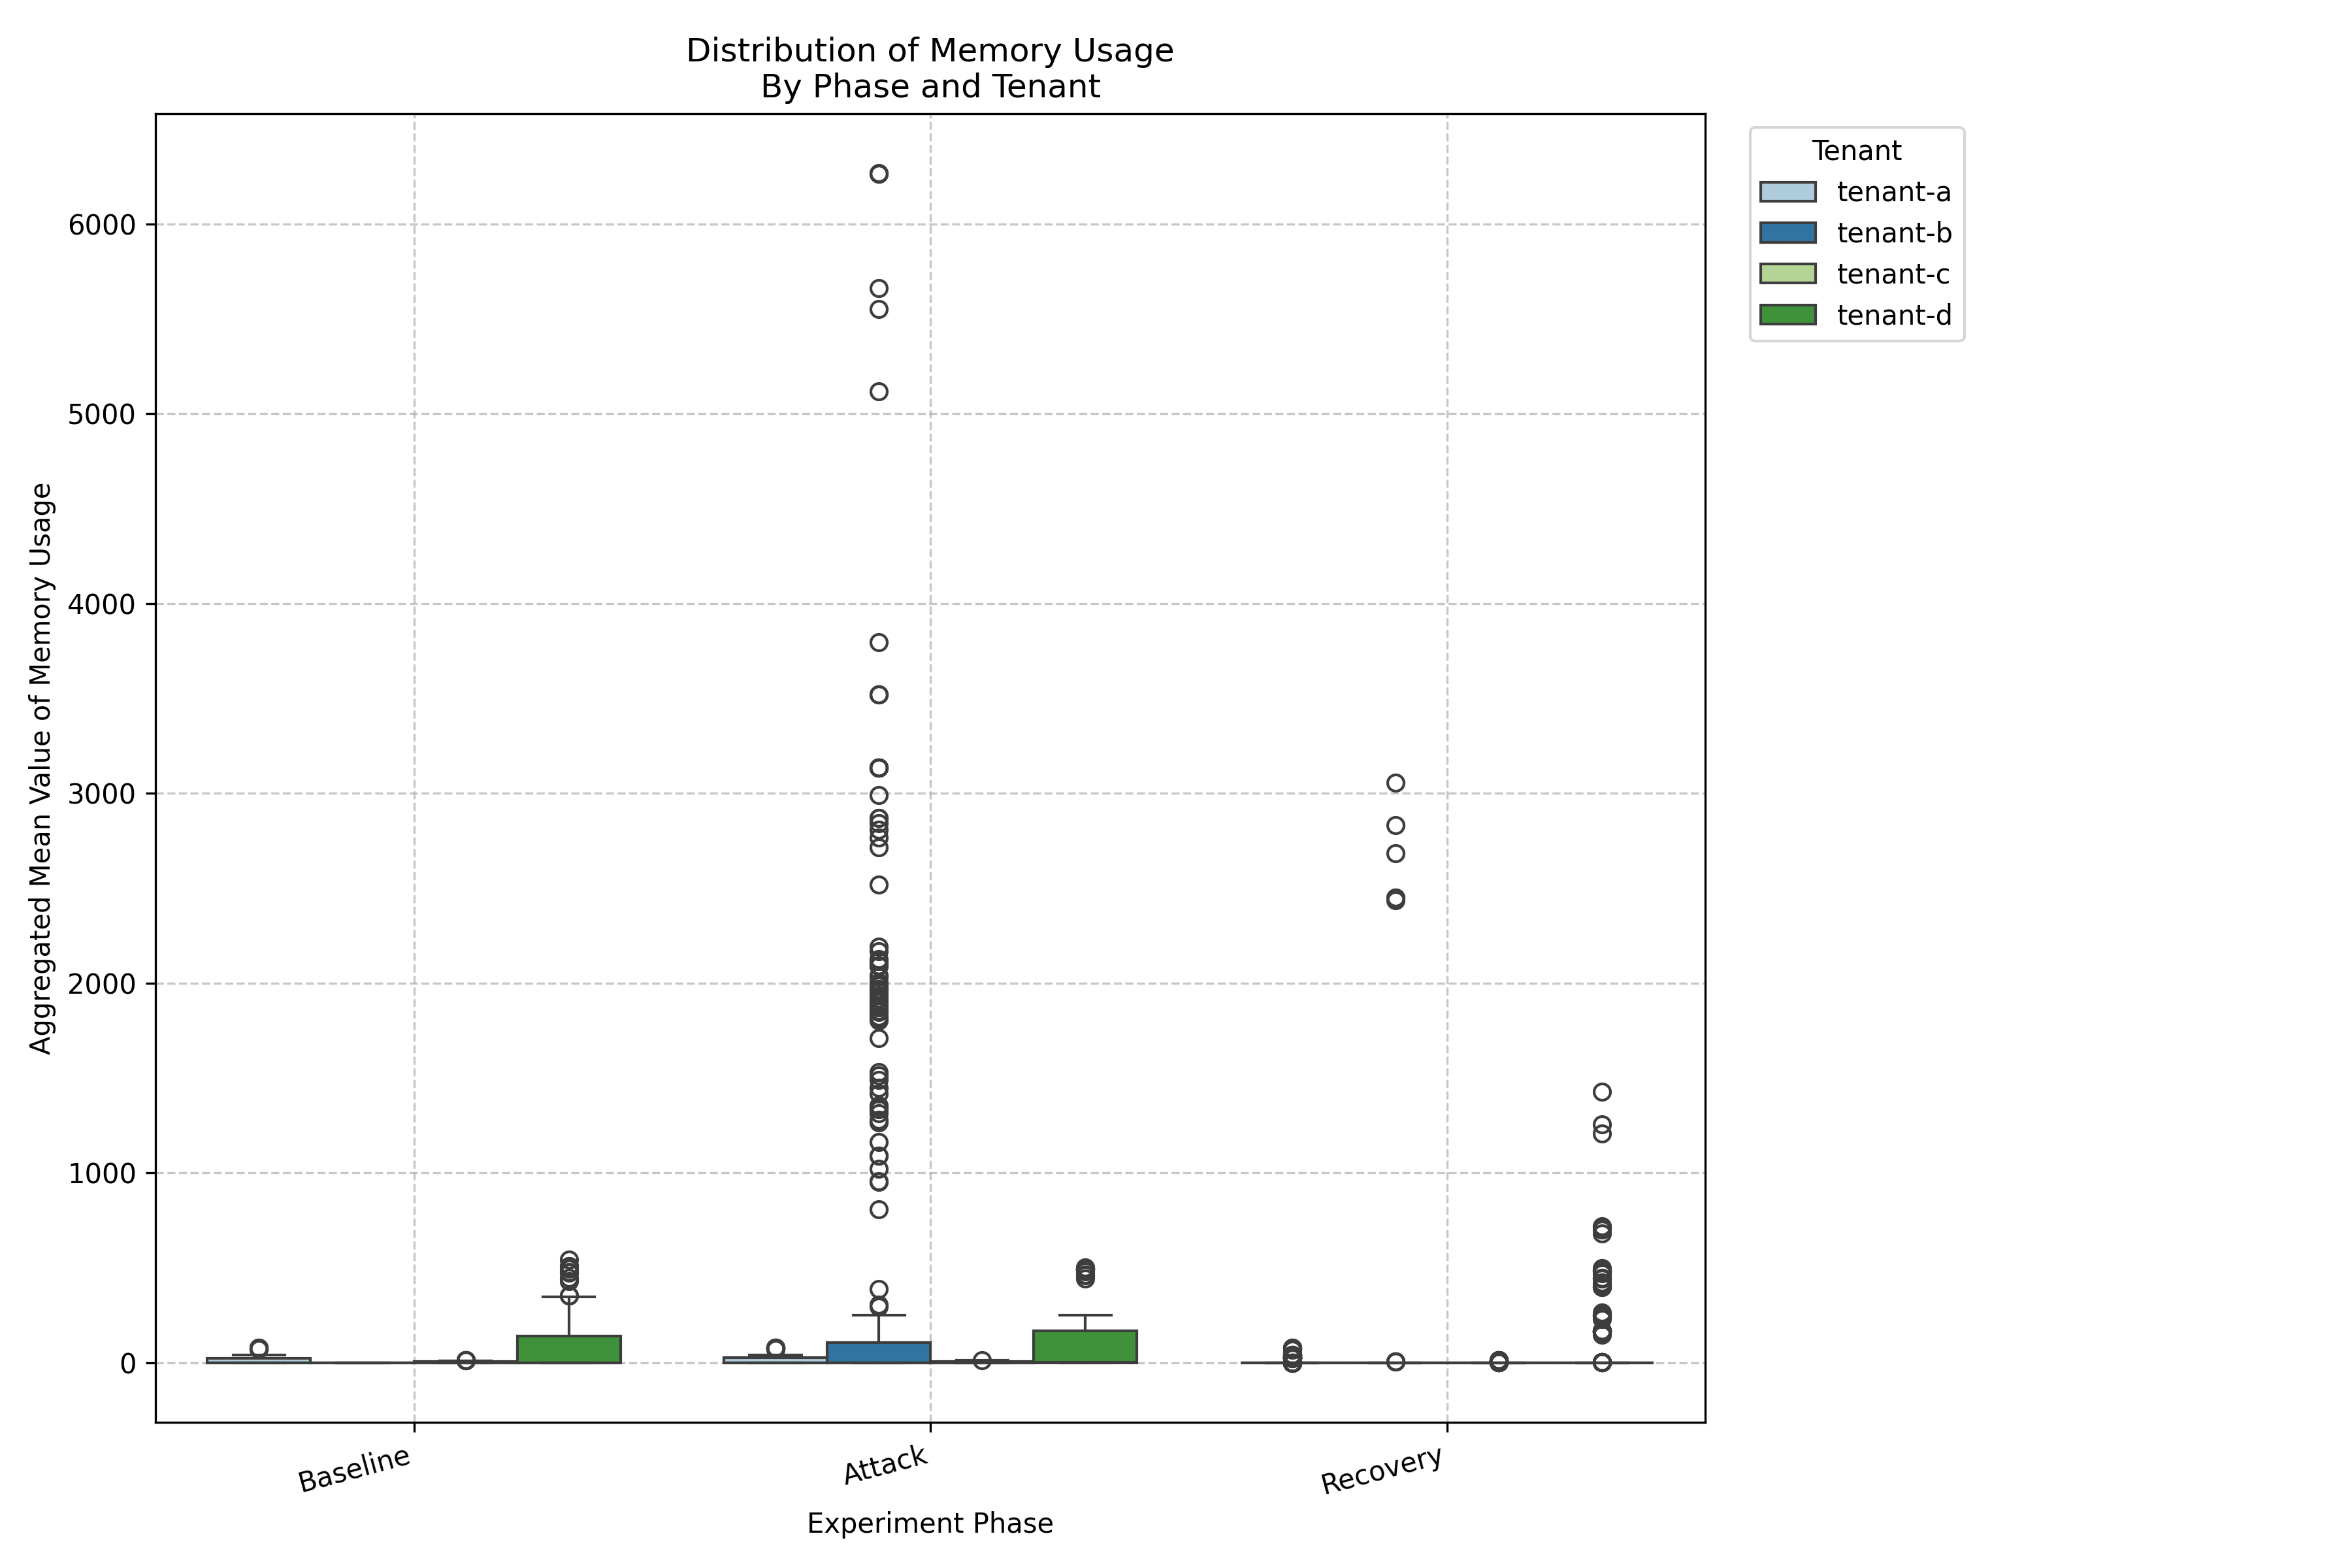 Distribution of Memory Usage
By Phase and Tenant
Aggregated Mean Value of Memory Usage
6000
5000
4000
3000
2000
1000
0
Baseline
Attack
Recovery
Experiment Phase
Tenant
tenant-a
tenant-b
tenant-c
tenant-d